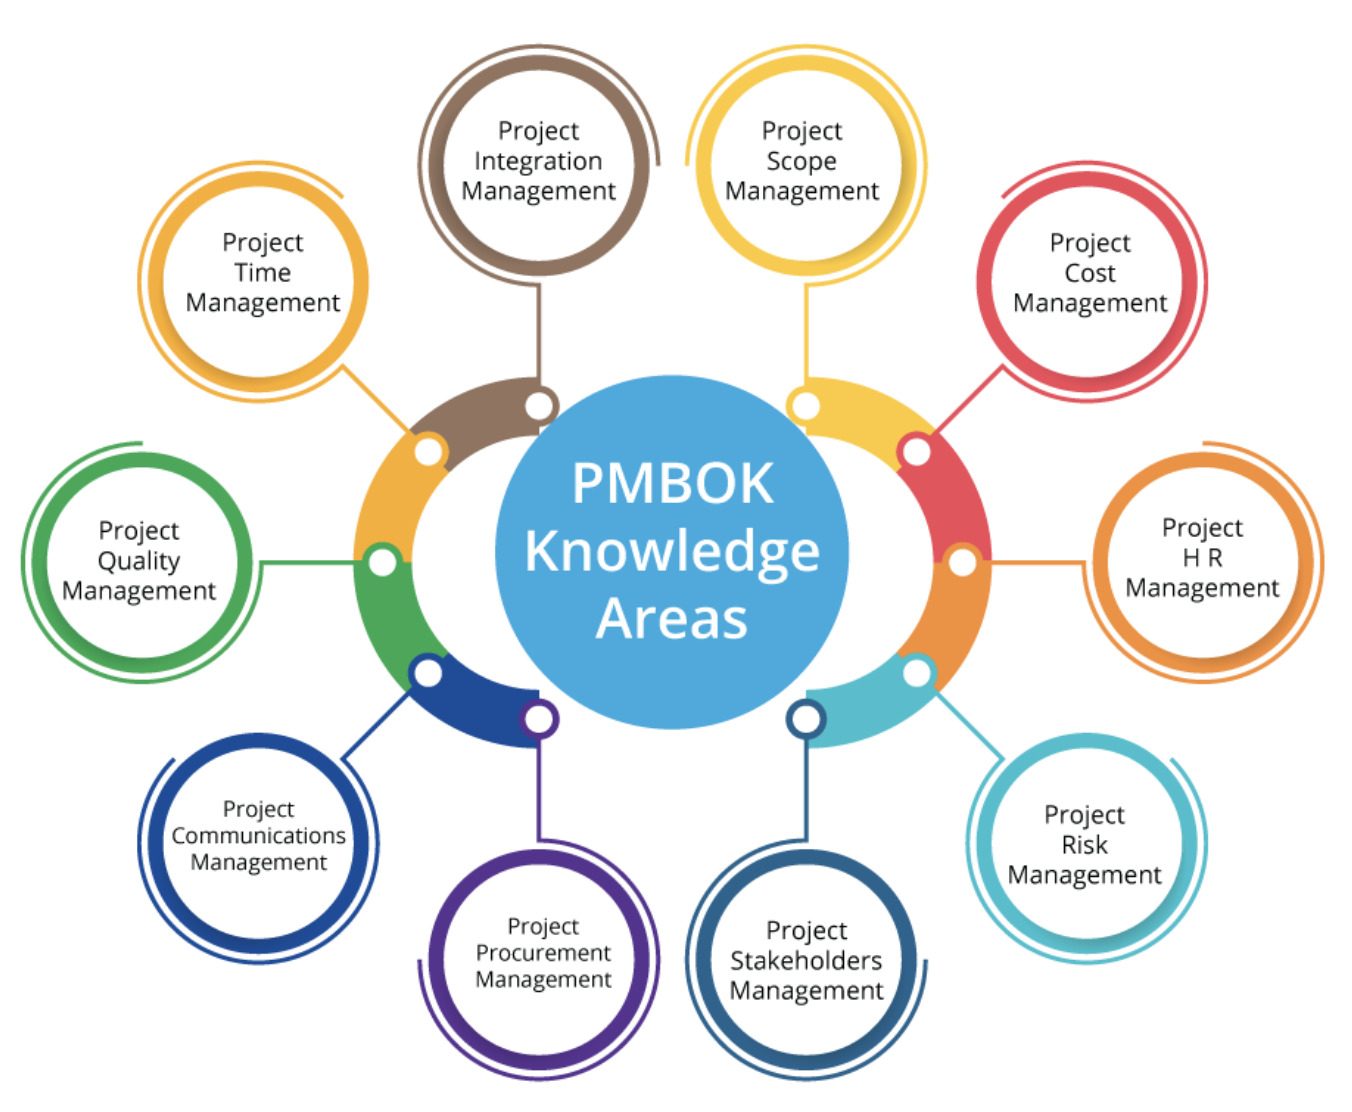 Project
Integration
Management
Project
Scope
Management
Project
Time
Management
Project
Cost
Management
PMBOK
Knowledge
Areas
Project
Quality
Management
Project
H R
Management
Project
Communications
Management
Project
Risk
Management
Project
Procurement
Management
Project
Stakeholders
Management